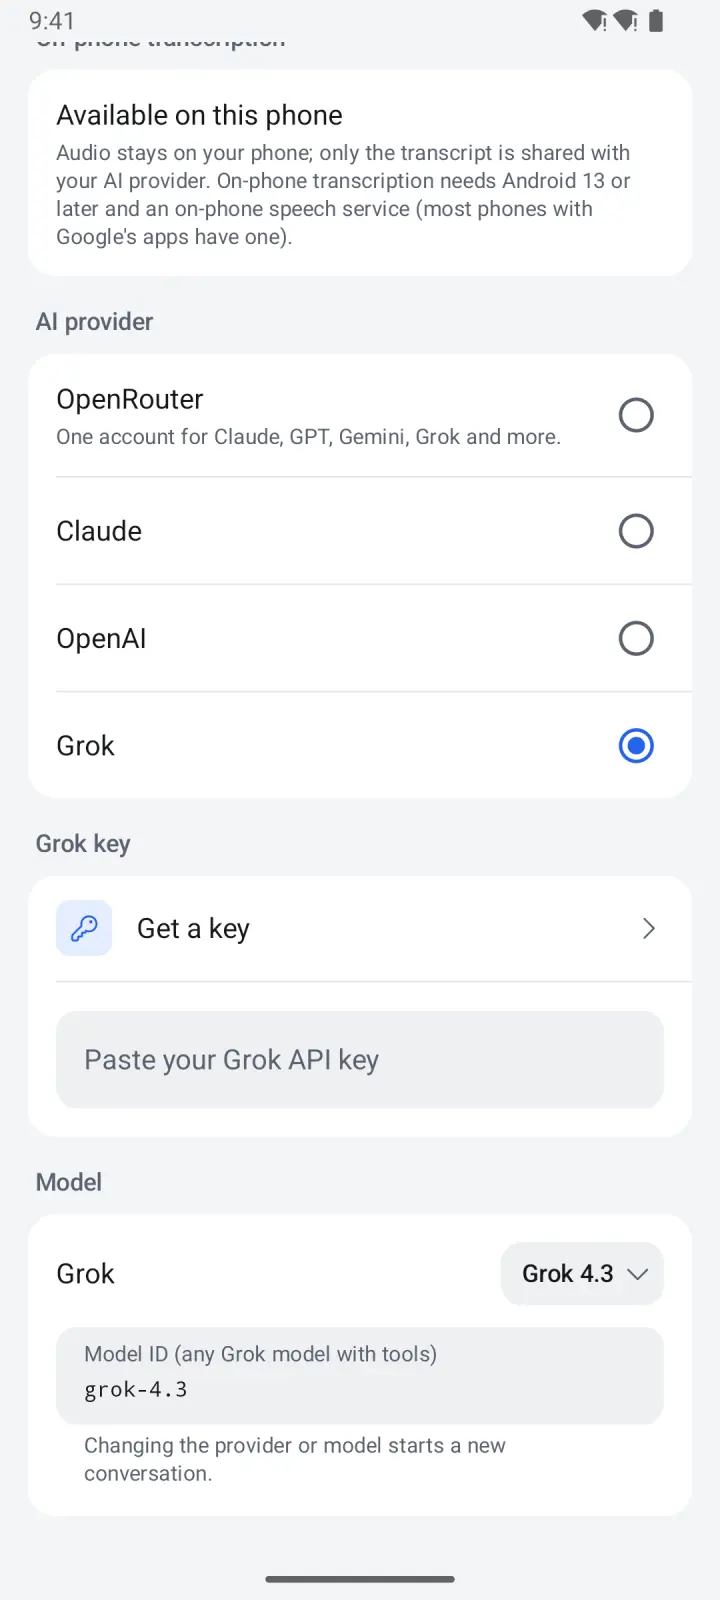 9:41
On-phone transcription
Available on this phone
Audio stays on your phone; only the transcript is shared with
your AI provider. On-phone transcription needs Android 13 or
later and an on-phone speech service (most phones with
Google's apps have one).
AI provider
OpenRouter
One account for Claude, GPT, Gemini, Grok and more.
Claude
OpenAI
Grok
Grok key
Get a key
Paste your Grok API key
Model
Grok
Grok 4.3
Model ID (any Grok model with tools)
grok-4.3
Changing the provider or model starts a new
conversation.